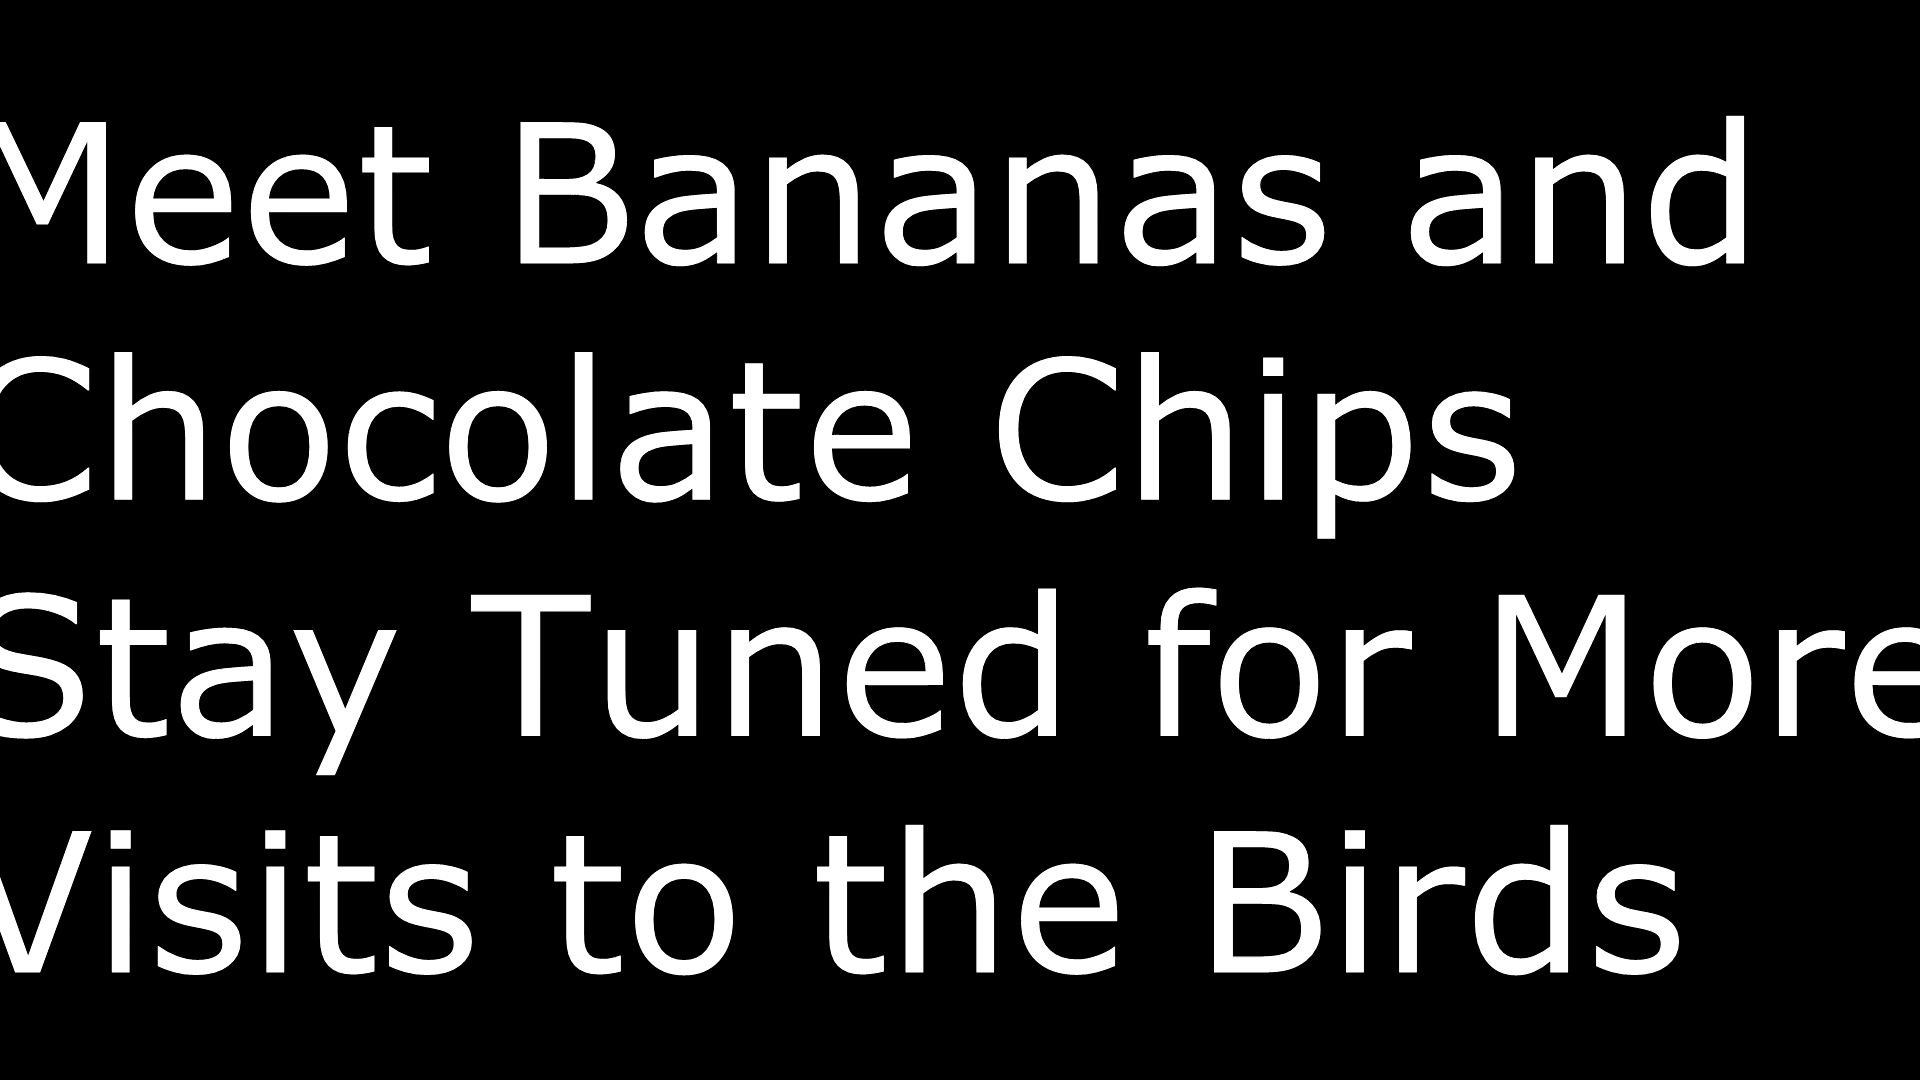 Meet Bananas and
Chocolate Chips
Stay Tuned for More
Visits to the Birds